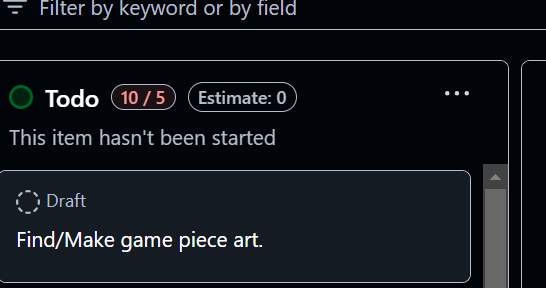 Filter by keyword or by field
Todo 10 / 5 Estimate: 0
This item hasn't been started
Draft
Find/Make game piece art.